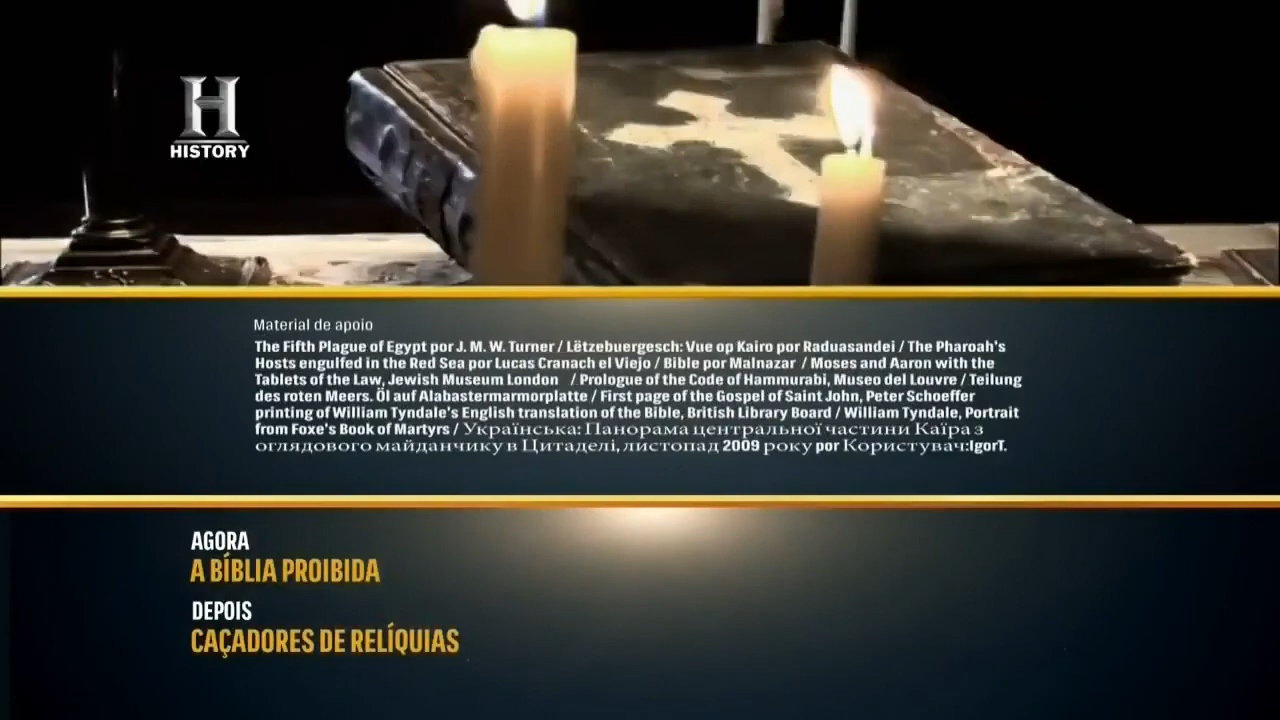 H
HISTORY
Material de apoio
The Fifth Plague of Egypt por J. M. W. Turner / Lëtzebuergesch: Vue op Kairo por Raduasandei / The Pharoah's
Hosts engulfed in the Red Sea por Lucas Cranach el Viejo / Bible por Malnazar / Moses and Aaron with the
Tablets of the Law, Jewish Museum London / Prologue of the Code of Hammurabi, Museo del Louvre / Teilung
des roten Meers. Öl auf Alabastermarmorplatte / First page of the Gospel of Saint John, Peter Schoeffer
printing of William Tyndale's English translation of the Bible, British Library Board / William Tyndale, Portrait
from Foxe's Book of Martyrs / Українська: Панорама центральної частини Каїра з
оглядового майданчику в Цитаделі, листопад 2009 року por Користувач:IgorT.
AGORA
A BÍBLIA PROIBIDA
DEPOIS
CAÇADORES DE RELÍQUIAS